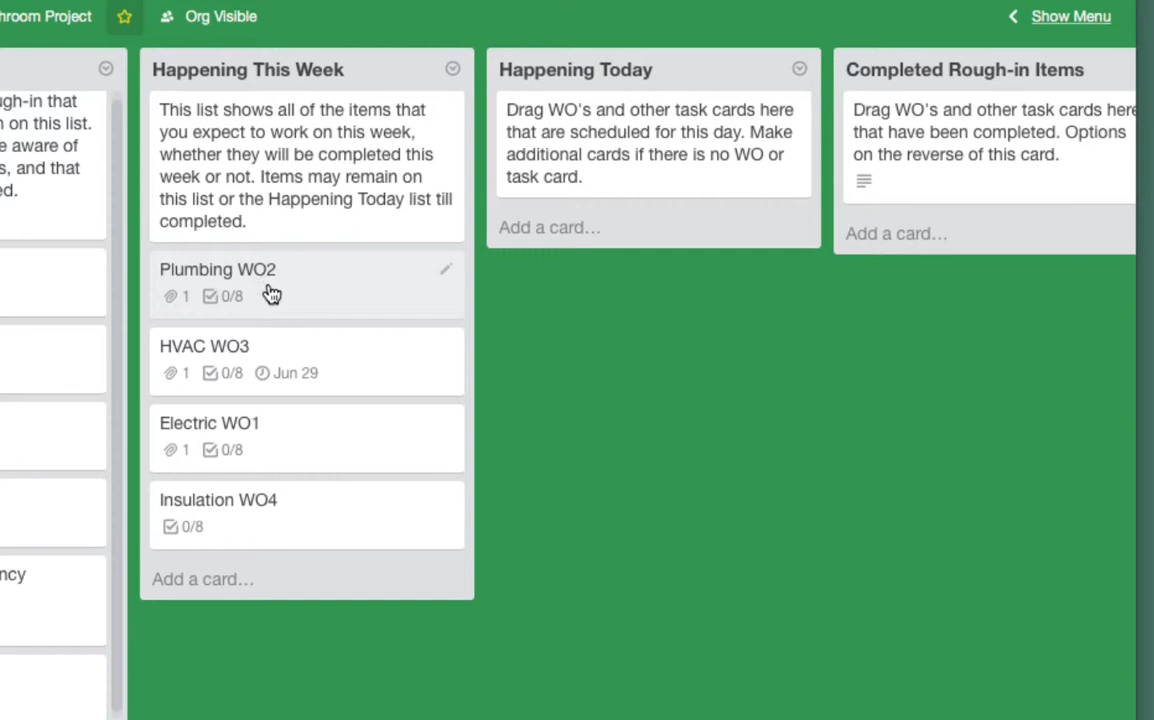 hroom Project
Org Visible
Show Menu
ugh-in that
n on this list.
e aware of
s, and that
ed.
ncy
Happening This Week
This list shows all of the items that
you expect to work on this week,
whether they will be completed this
week or not. Items may remain on
this list or the Happening Today list till
completed.
Plumbing WO2
1 0/8
HVAC WO3
1 0/8 Jun 29
Electric WO1
1 0/8
Insulation WO4
0/8
Add a card…
Happening Today
Drag WO's and other task cards here
that are scheduled for this day. Make
additional cards if there is no WO or
task card.
Add a card…
Completed Rough-in Items
Drag WO's and other task cards here
that have been completed. Options
on the reverse of this card.
Add a card…